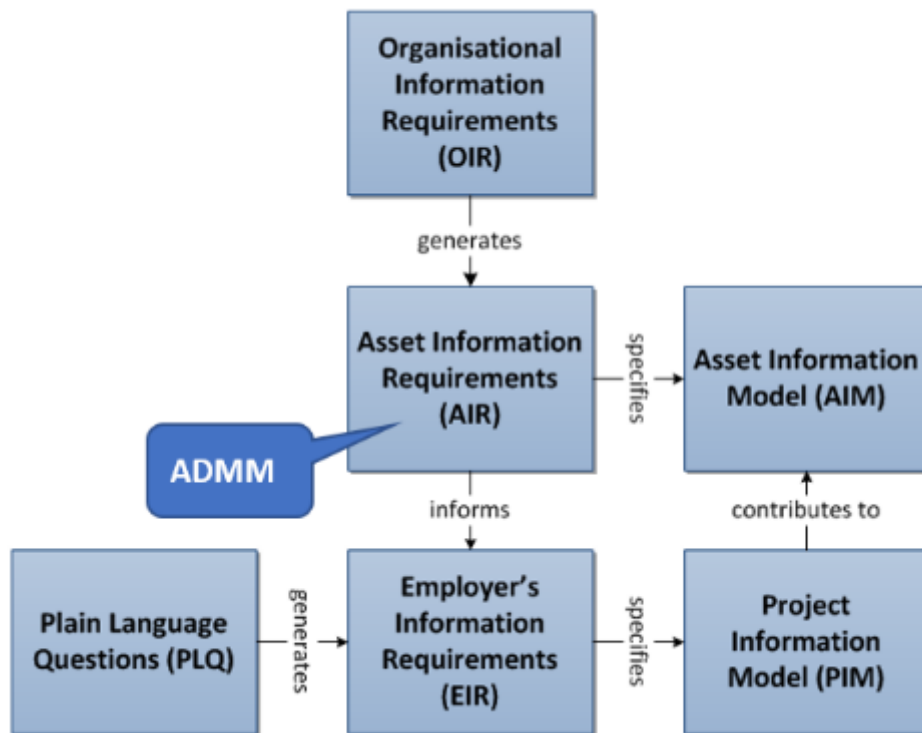 Organisational
Information
Requirements
(OIR)
generates
Asset Information
Requirements
(AIR)
specifies
Asset Information
Model (AIM)
ADMM
informs
contributes to
Plain Language
Questions (PLQ)
generates
Employer's
Information
Requirements
(EIR)
specifies
Project
Information
Model (PIM)